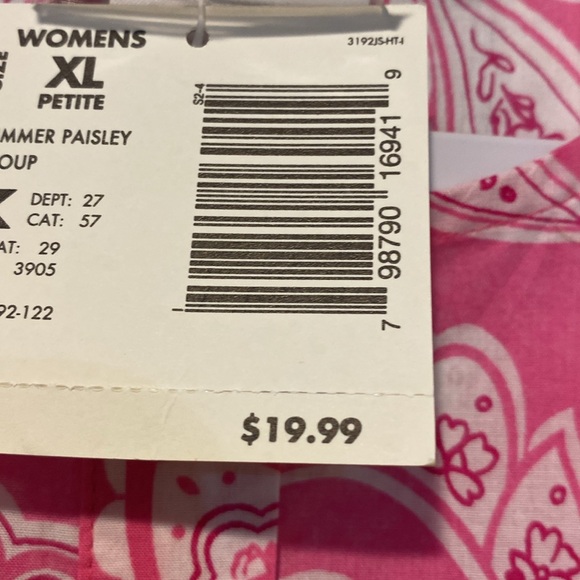 WOMENS
3192JS-HT-I
XL
PETITE
MMER PAISLEY
OUP
DEPT: 27
CAT: 57
AT: 29
3905
92-122
7 98790 16941 9
$19.99